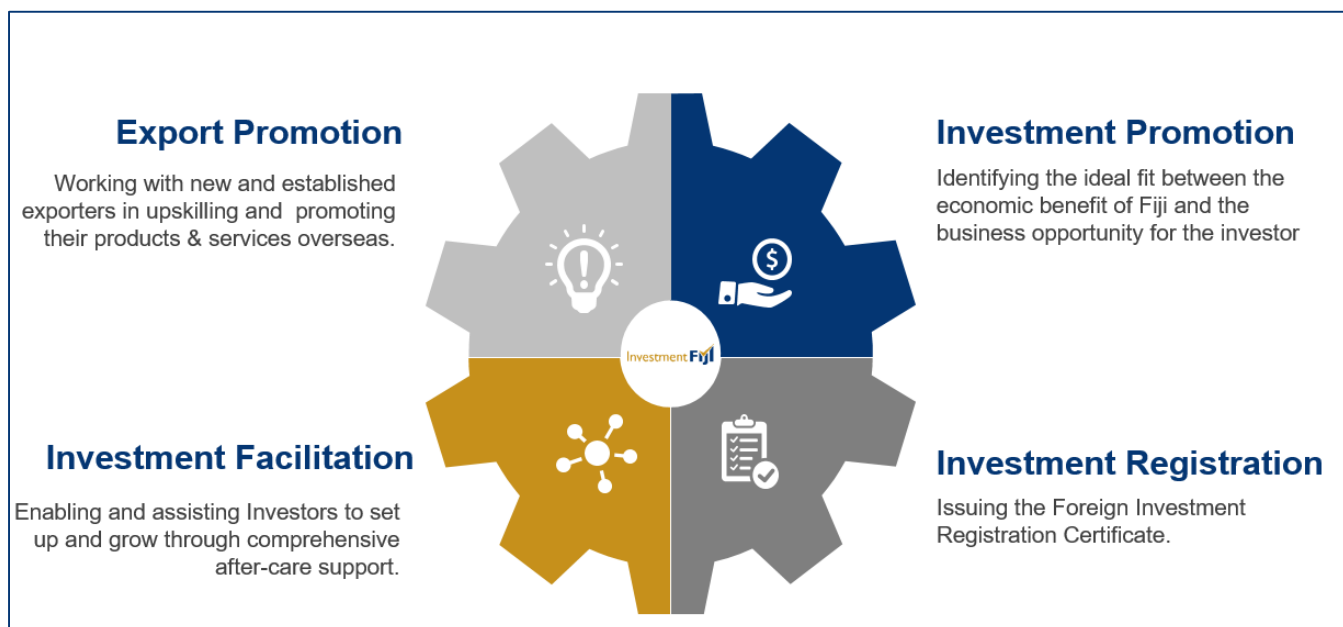 Export Promotion
Working with new and established
exporters in upskilling and promoting
their products & services overseas.
Investment Promotion
Identifying the ideal fit between the
economic benefit of Fiji and the
business opportunity for the investor
$
Investment Fiji
Investment Facilitation
Enabling and assisting Investors to set
up and grow through comprehensive
after-care support.
Investment Registration
Issuing the Foreign Investment
Registration Certificate.